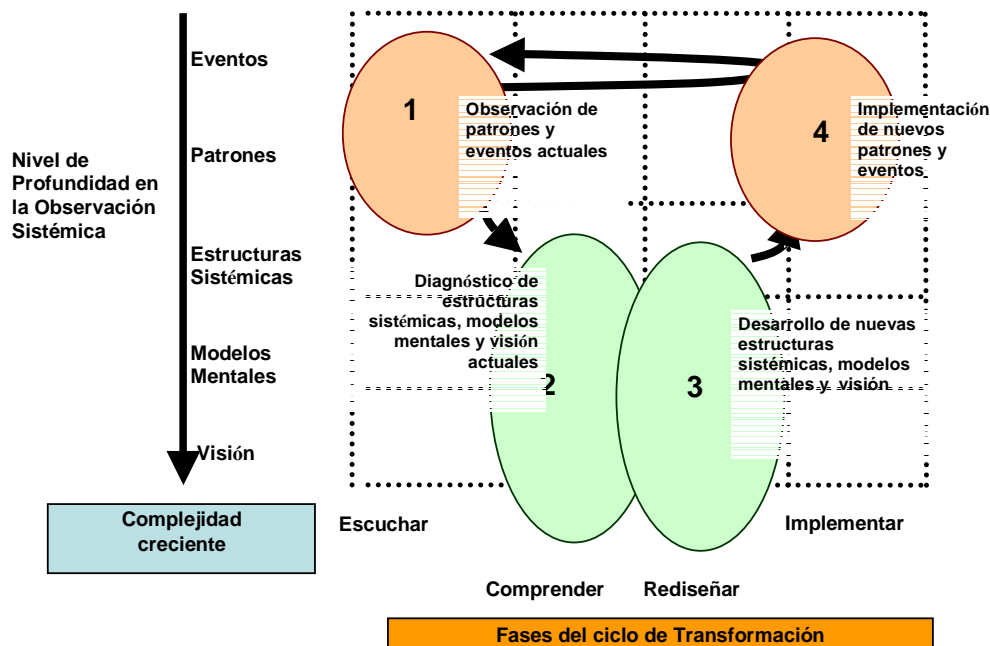 Eventos
Patrones
Nivel de
Profundidad en
la Observación
Sistémica
Estructuras
Sistémicas
Modelos
Mentales
Visión
Complejidad
creciente
1
Observación de
patrones y
eventos actuales
4
Implementación
de nuevos
patrones y
eventos
Diagnóstico de
estructuras
sistémicas, modelos
mentales y visión
actuales
2
3
Desarrollo de nuevas
estructuras
sistémicas, modelos
mentales y visión
Escuchar
Implementar
Comprender
Rediseñar
Fases del ciclo de Transformación